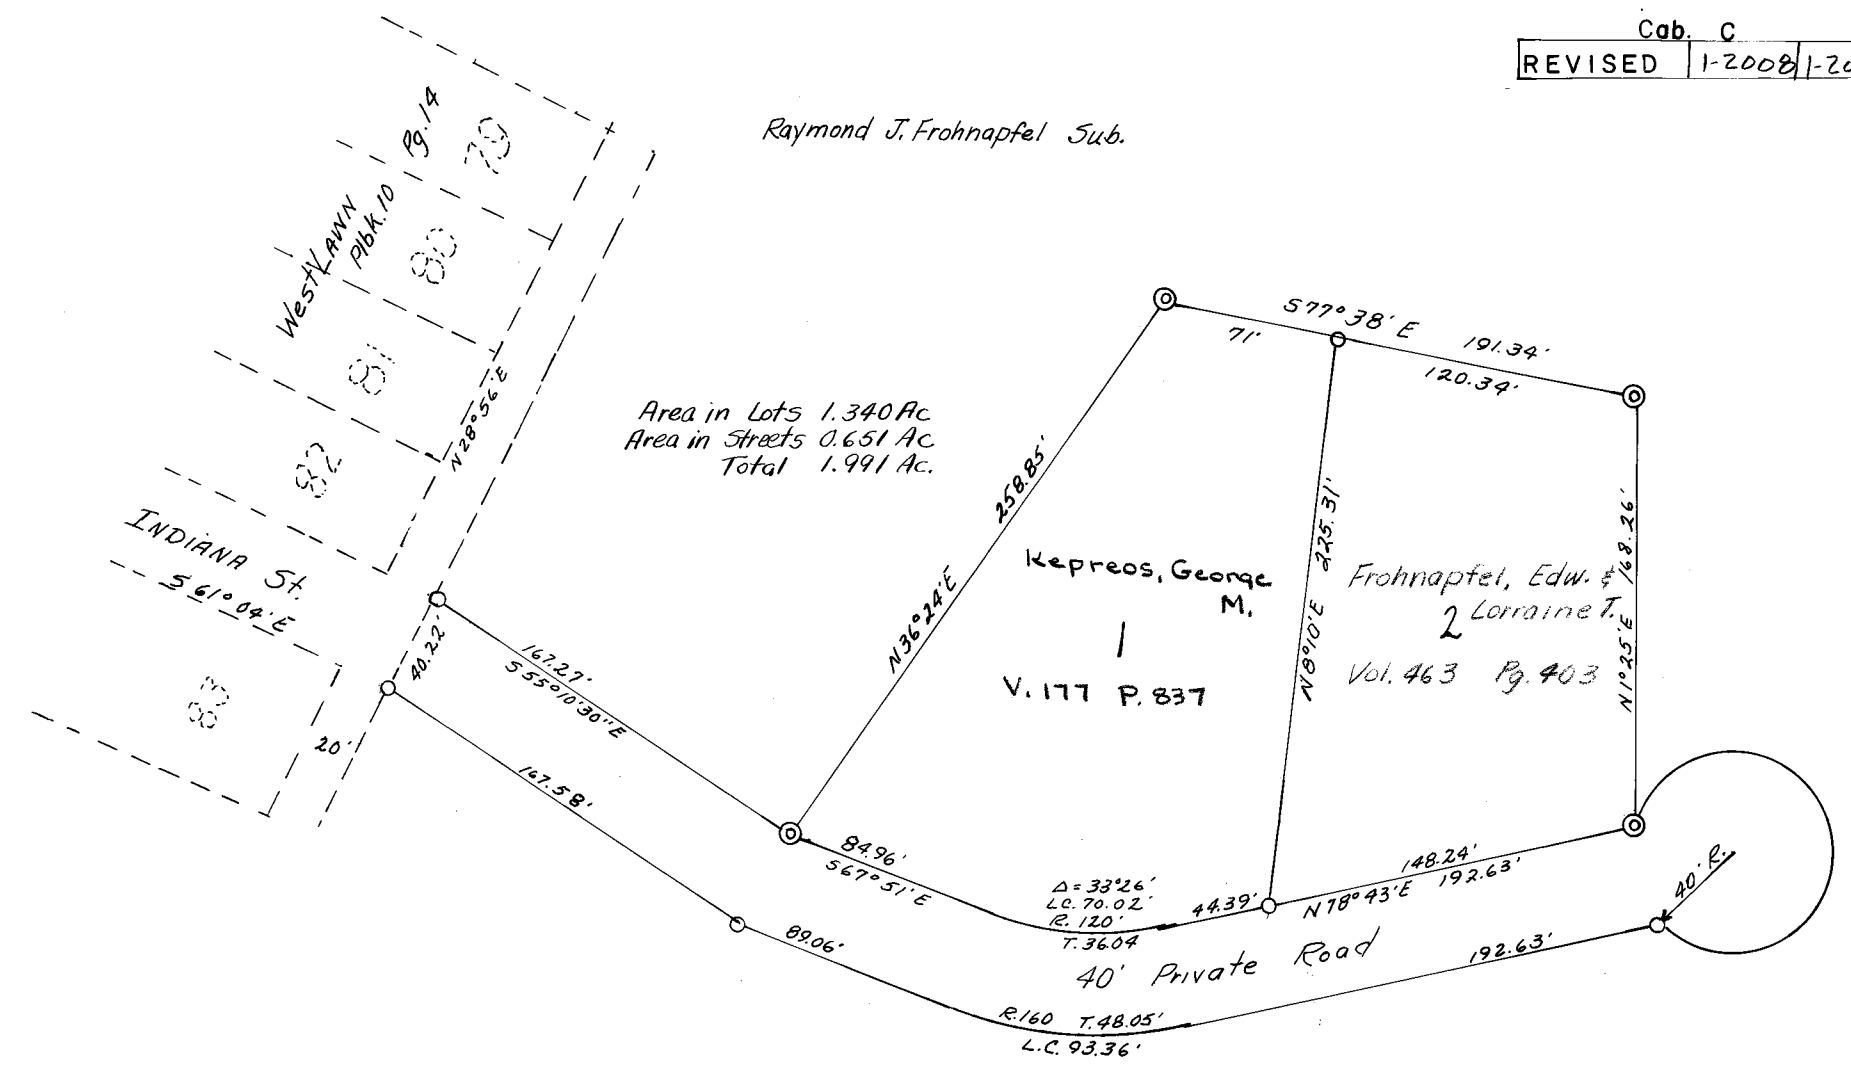 Cab. C
REVISED 1-2008 1-20
Raymond J. Frohnapfel Sub.
Pg. 14
79
WestLAWN
Plbk. 10
80
81
N28°56'E
82
INDIANA St.
S 61° 04' E
83
20'
40.22'
Area in Lots 1.340 Ac
Area in Streets 0.651 Ac
Total 1.991 Ac.
S77° 38' E
71'
191.34'
120.34'
258.85'
N36°24'E
Kepreos, George
M.
1
V. 177 P. 837
N8°10'E 225.31'
Frohnapfel, Edw. &
2 Lorraine T.
Vol. 463 Pg. 403
N1°25'E 168.26'
167.27'
S55°10'30"E
167.58'
84.96'
S67°51'E
89.06'
Δ = 33°26'
LC. 70.02'
R. 120'
T. 36.04
44.39'
148.24'
N78°43'E 192.63'
40' R.
40' Private Road
192.63'
R.160 T. 48.05'
L.C. 93.36'